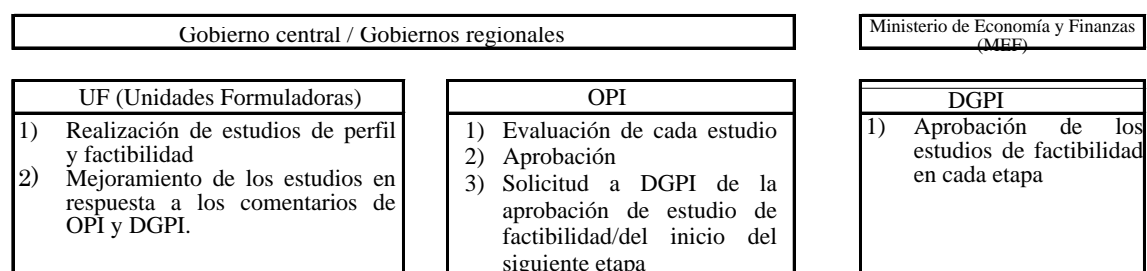 Gobierno central / Gobiernos regionales
Ministerio de Economía y Finanzas
(MEF)
UF (Unidades Formuladoras)
1) Realización de estudios de perfil
y factibilidad
2) Mejoramiento de los estudios en
respuesta a los comentarios de
OPI y DGPI.
OPI
1) Evaluación de cada estudio
2) Aprobación
3) Solicitud a DGPI de la
aprobación de estudio de
factibilidad/del inicio del
siguiente etapa
DGPI
1) Aprobación de los
estudios de factibilidad
en cada etapa